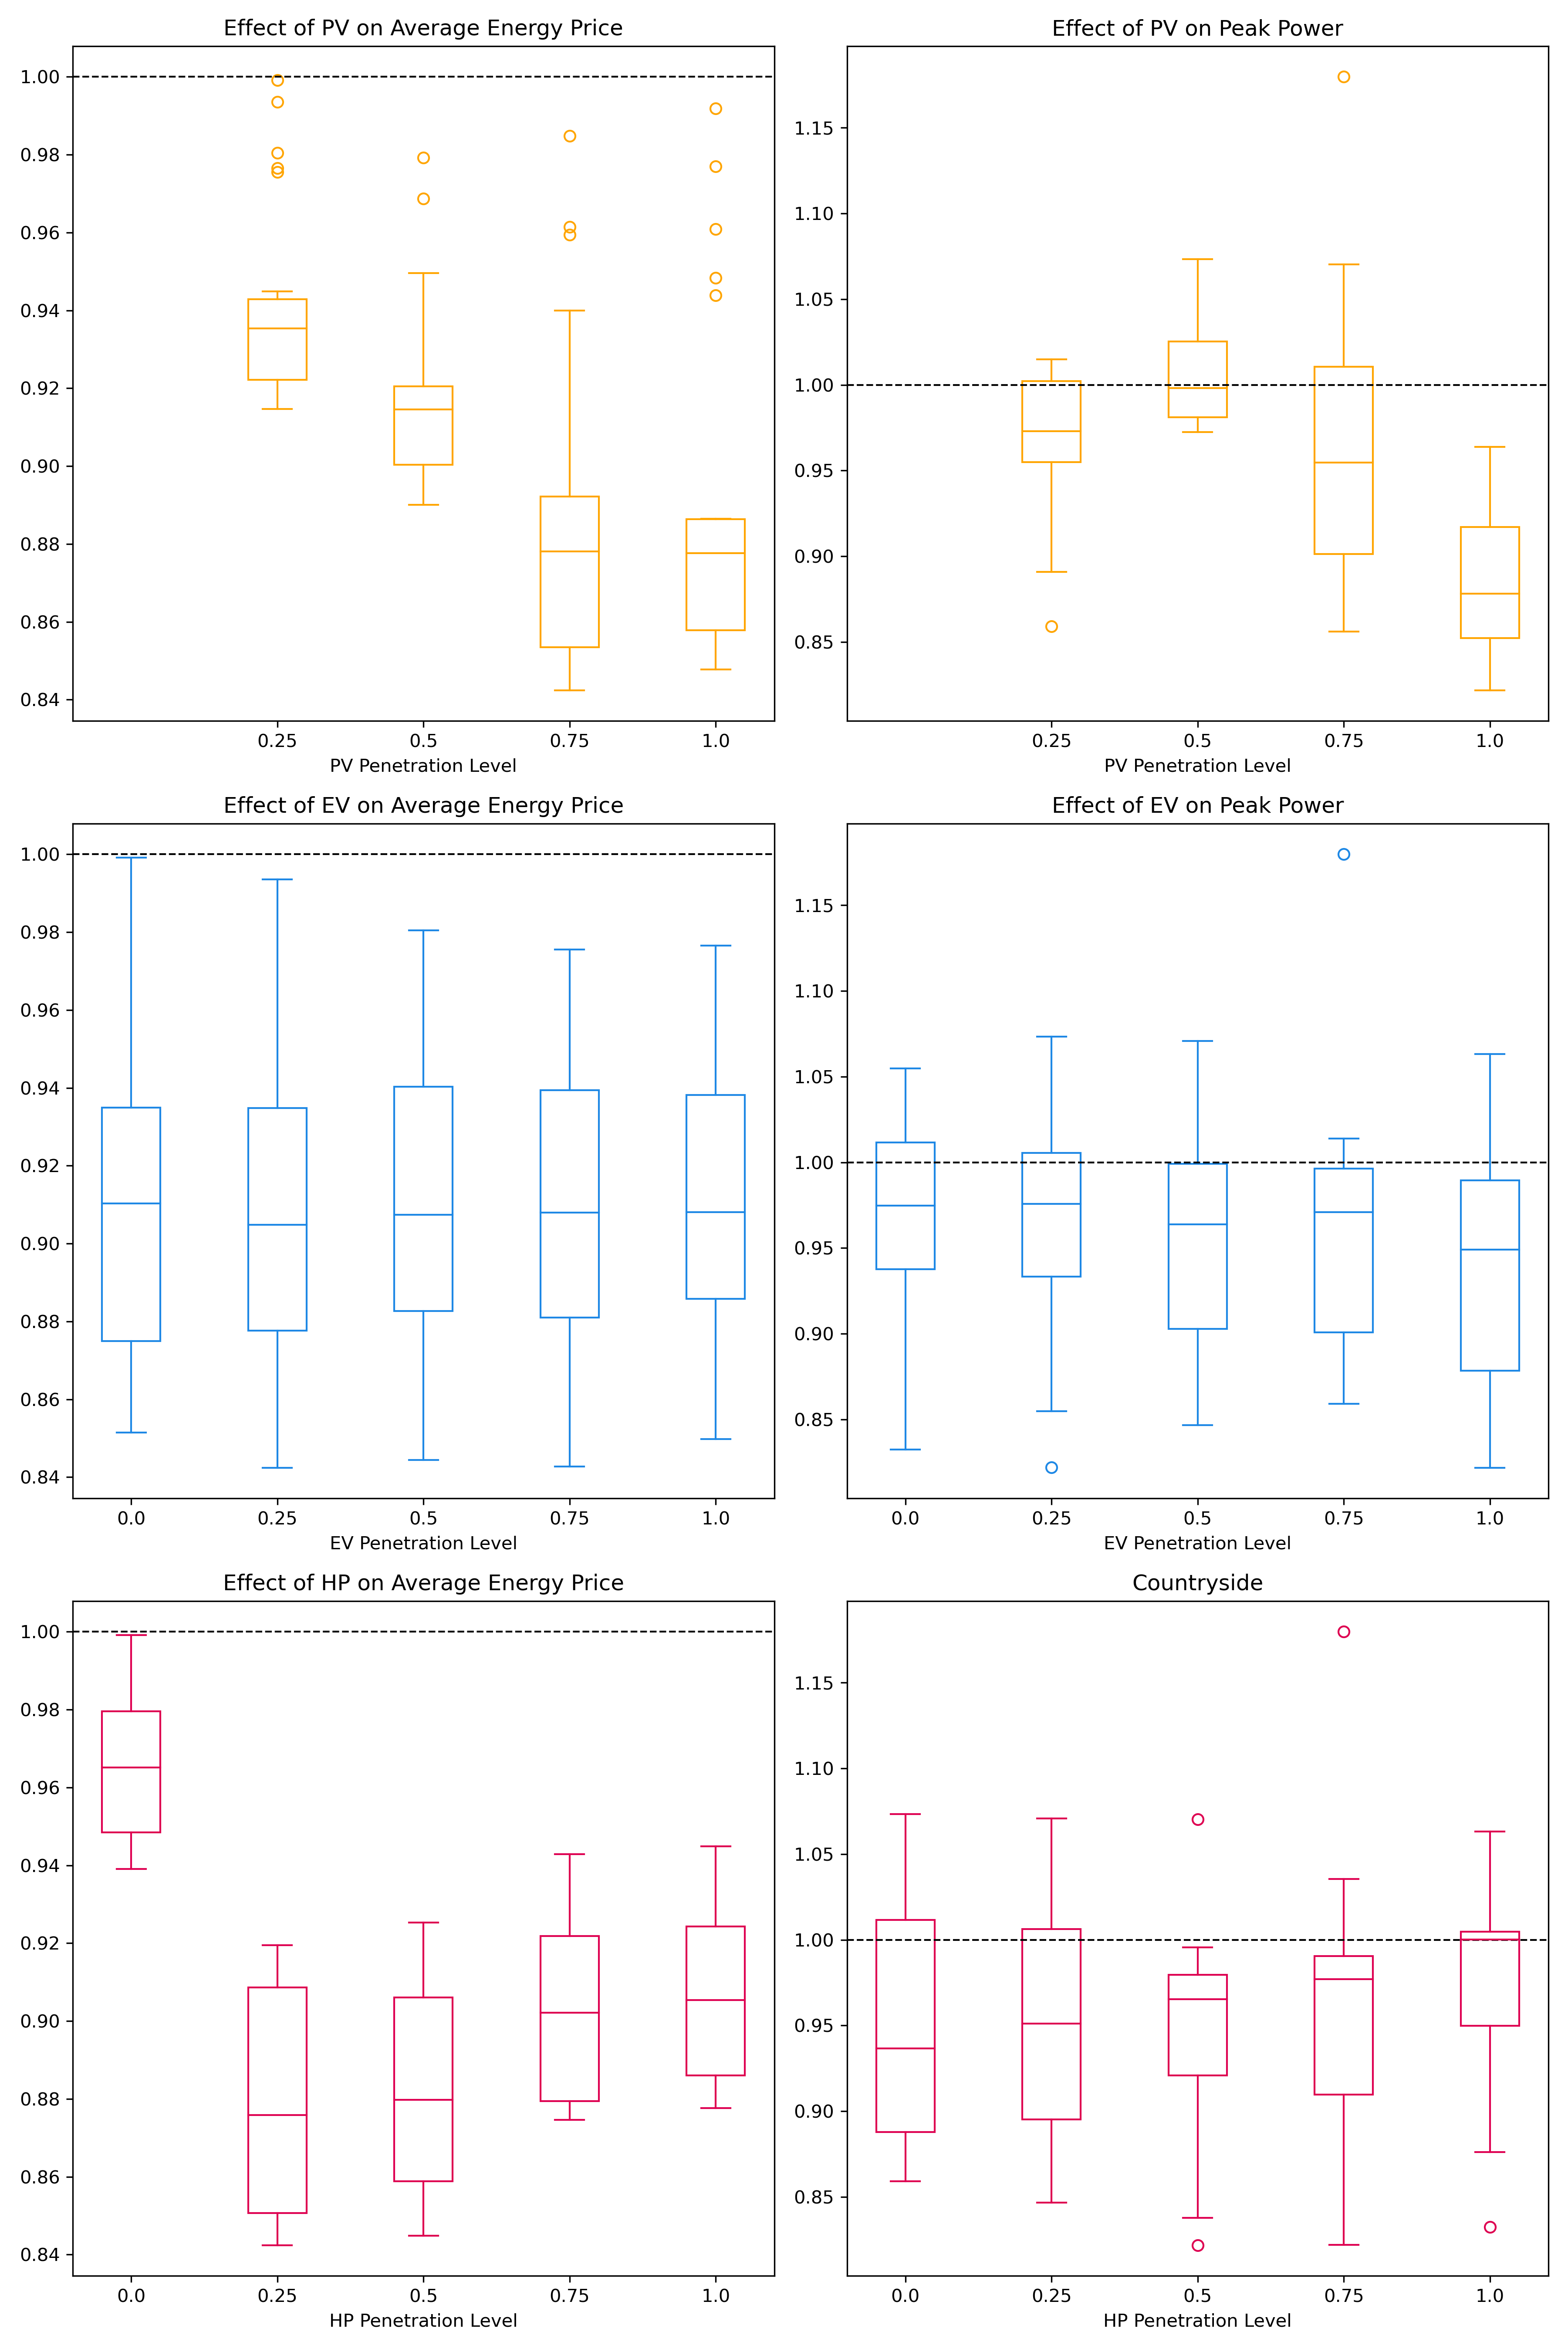 Effect of PV on Average Energy Price
1.00
0.98
0.96
0.94
0.92
0.90
0.88
0.86
0.84
0.25 0.5 0.75 1.0
PV Penetration Level
Effect of PV on Peak Power
1.15
1.10
1.05
1.00
0.95
0.90
0.85
0.25 0.5 0.75 1.0
PV Penetration Level
Effect of EV on Average Energy Price
1.00
0.98
0.96
0.94
0.92
0.90
0.88
0.86
0.84
0.0 0.25 0.5 0.75 1.0
EV Penetration Level
Effect of EV on Peak Power
1.15
1.10
1.05
1.00
0.95
0.90
0.85
0.0 0.25 0.5 0.75 1.0
EV Penetration Level
Effect of HP on Average Energy Price
1.00
0.98
0.96
0.94
0.92
0.90
0.88
0.86
0.84
0.0 0.25 0.5 0.75 1.0
HP Penetration Level
Countryside
1.15
1.10
1.05
1.00
0.95
0.90
0.85
0.0 0.25 0.5 0.75 1.0
HP Penetration Level